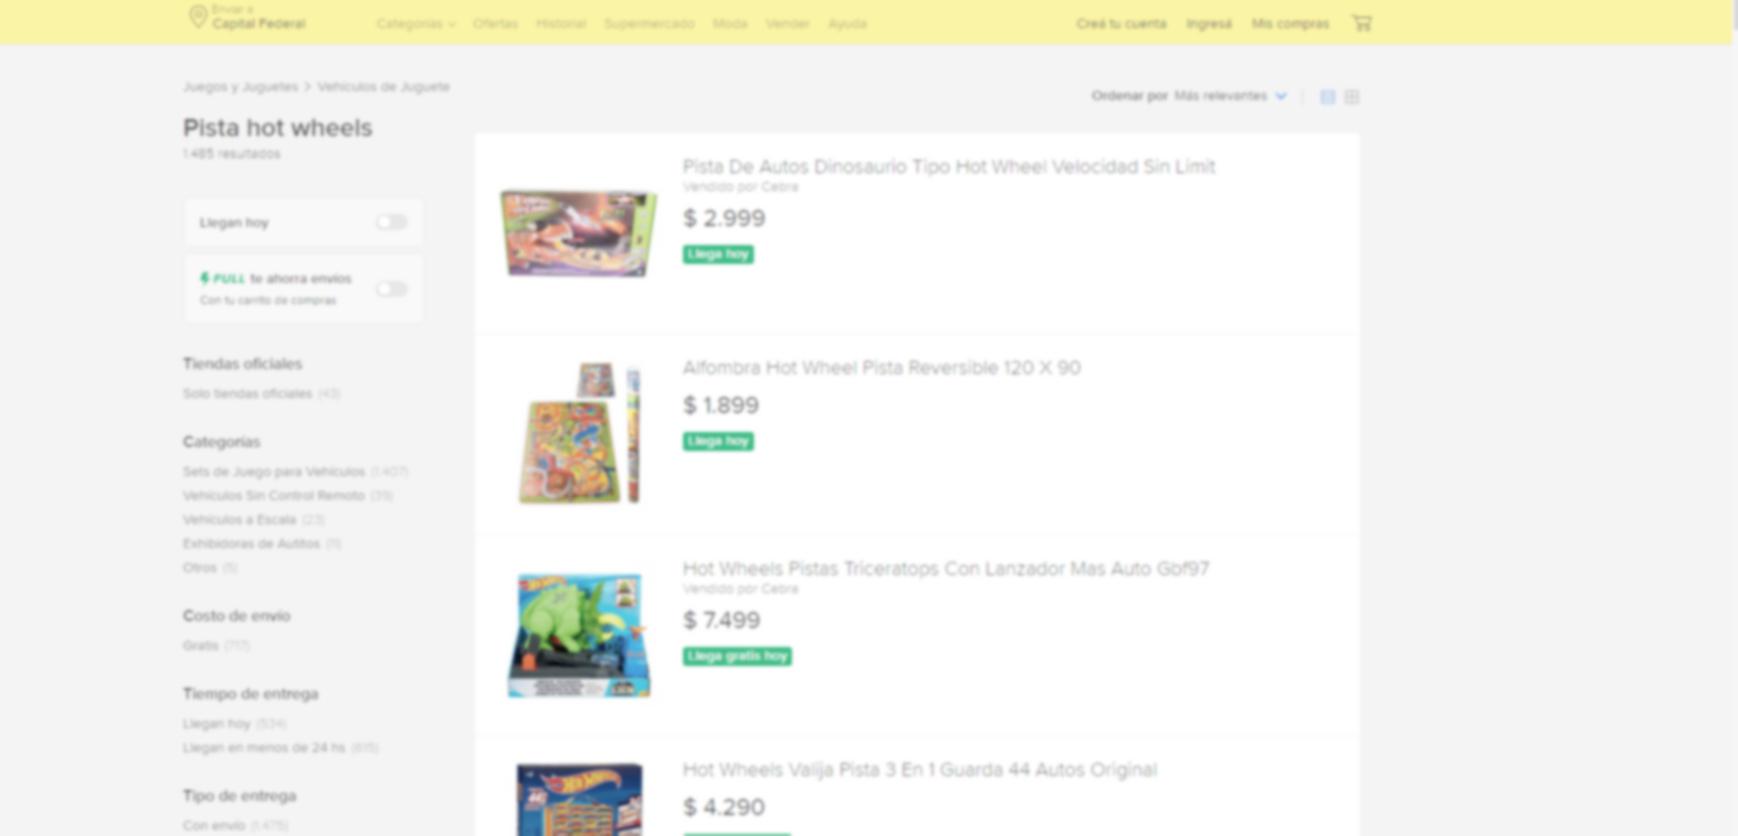 Enviar a
Capital Federal
Categorías Ofertas Historial Supermercado Moda Vender Ayuda
Creá tu cuenta Ingresá Mis compras
Juegos y Juguetes > Vehículos de Juguete
Ordenar por Más relevantes
Pista hot wheels
1.485 resultados
Llegan hoy
FULL te ahorra envíos
Con tu carrito de compras
Tiendas oficiales
Solo tiendas oficiales (43)
Categorías
Sets de Juego para Vehículos (1.407)
Vehículos Sin Control Remoto (39)
Vehículos a Escala (23)
Exhibidoras de Autitos (11)
Otros (5)
Costo de envío
Gratis (717)
Tiempo de entrega
Llegan hoy (534)
Llegan en menos de 24 hs (615)
Tipo de entrega
Con envío (1.475)
Pista De Autos Dinosaurio Tipo Hot Wheel Velocidad Sin Limit
Vendido por Cebra
$ 2.999
Llega hoy
Alfombra Hot Wheel Pista Reversible 120 X 90
$ 1.899
Llega hoy
Hot Wheels Pistas Triceratops Con Lanzador Mas Auto Gbf97
Vendido por Cebra
$ 7.499
Llega gratis hoy
Hot Wheels Valija Pista 3 En 1 Guarda 44 Autos Original
$ 4.290